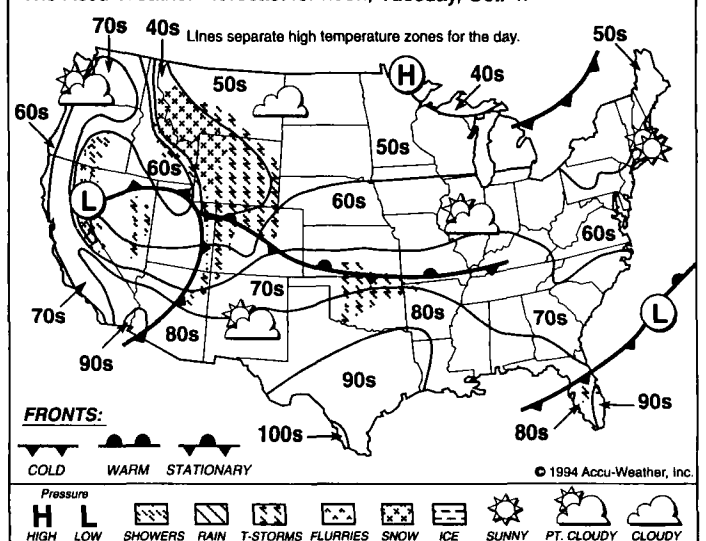 70s 40s Lines separate high temperature zones for the day.
50s
50s
H
40s
60s
50s
60s
L
60s
60s
70s
80s
70s
L
70s
80s
90s
90s
90s
80s
100s
FRONTS:
COLD WARM STATIONARY
© 1994 Accu-Weather, Inc.
Pressure
H L
HIGH LOW SHOWERS RAIN T-STORMS FLURRIES SNOW ICE SUNNY PT. CLOUDY CLOUDY